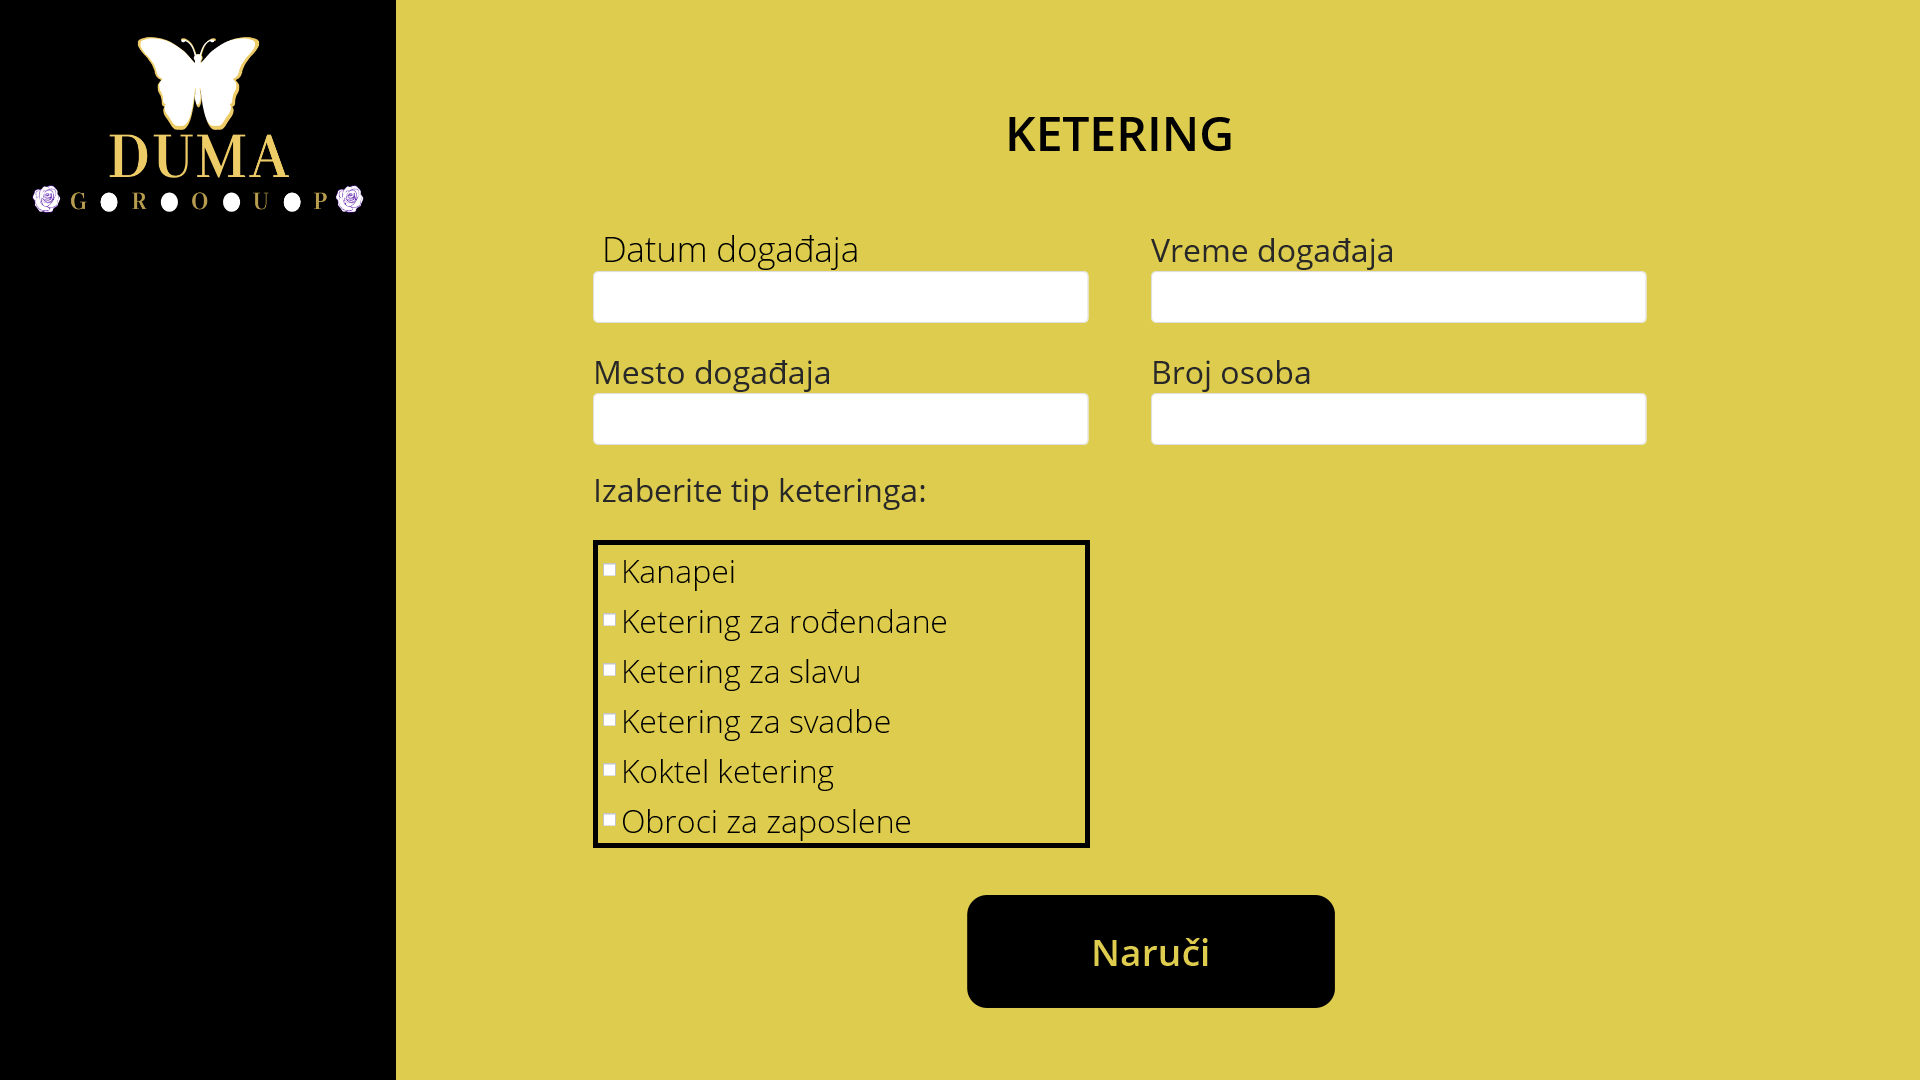 DUMA
G R O U P
KETERING
Datum događaja
Vreme događaja
Mesto događaja
Broj osoba
Izaberite tip keteringa:
Kanapei
Ketering za rođendane
Ketering za slavu
Ketering za svadbe
Koktel ketering
Obroci za zaposlene
Naruči